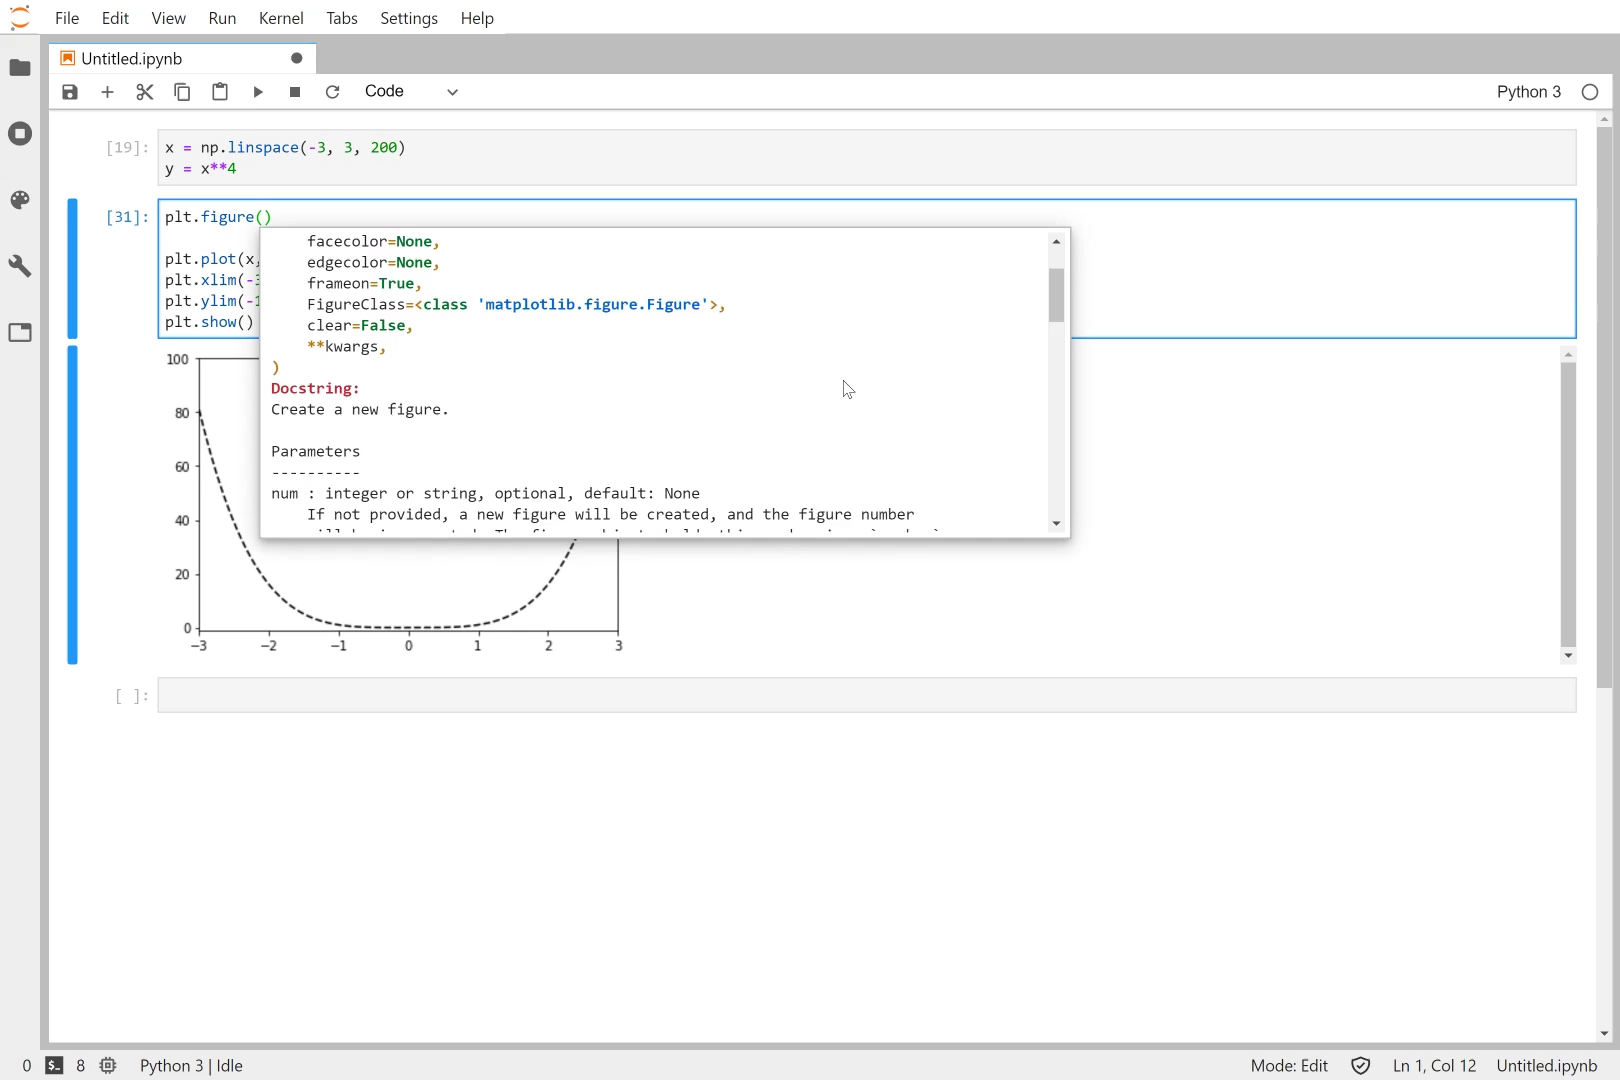 File Edit View Run Kernel Tabs Settings Help
Untitled.ipynb
Code
Python 3
[19]: x = np.linspace(-3, 3, 200)
y = x**4
[31]: plt.figure()
plt.plot(x,
plt.xlim(-3
plt.ylim(-1
plt.show()
facecolor=None,
edgecolor=None,
frameon=True,
FigureClass=<class 'matplotlib.figure.Figure'>,
clear=False,
**kwargs,
)
Docstring:
Create a new figure.
Parameters
----------
num : integer or string, optional, default: None
If not provided, a new figure will be created, and the figure number
100
80
60
40
20
0
−3 −2 −1 0 1 2 3
[ ]:
0 $_ 8 Python 3 | Idle
Mode: Edit Ln 1, Col 12 Untitled.ipynb